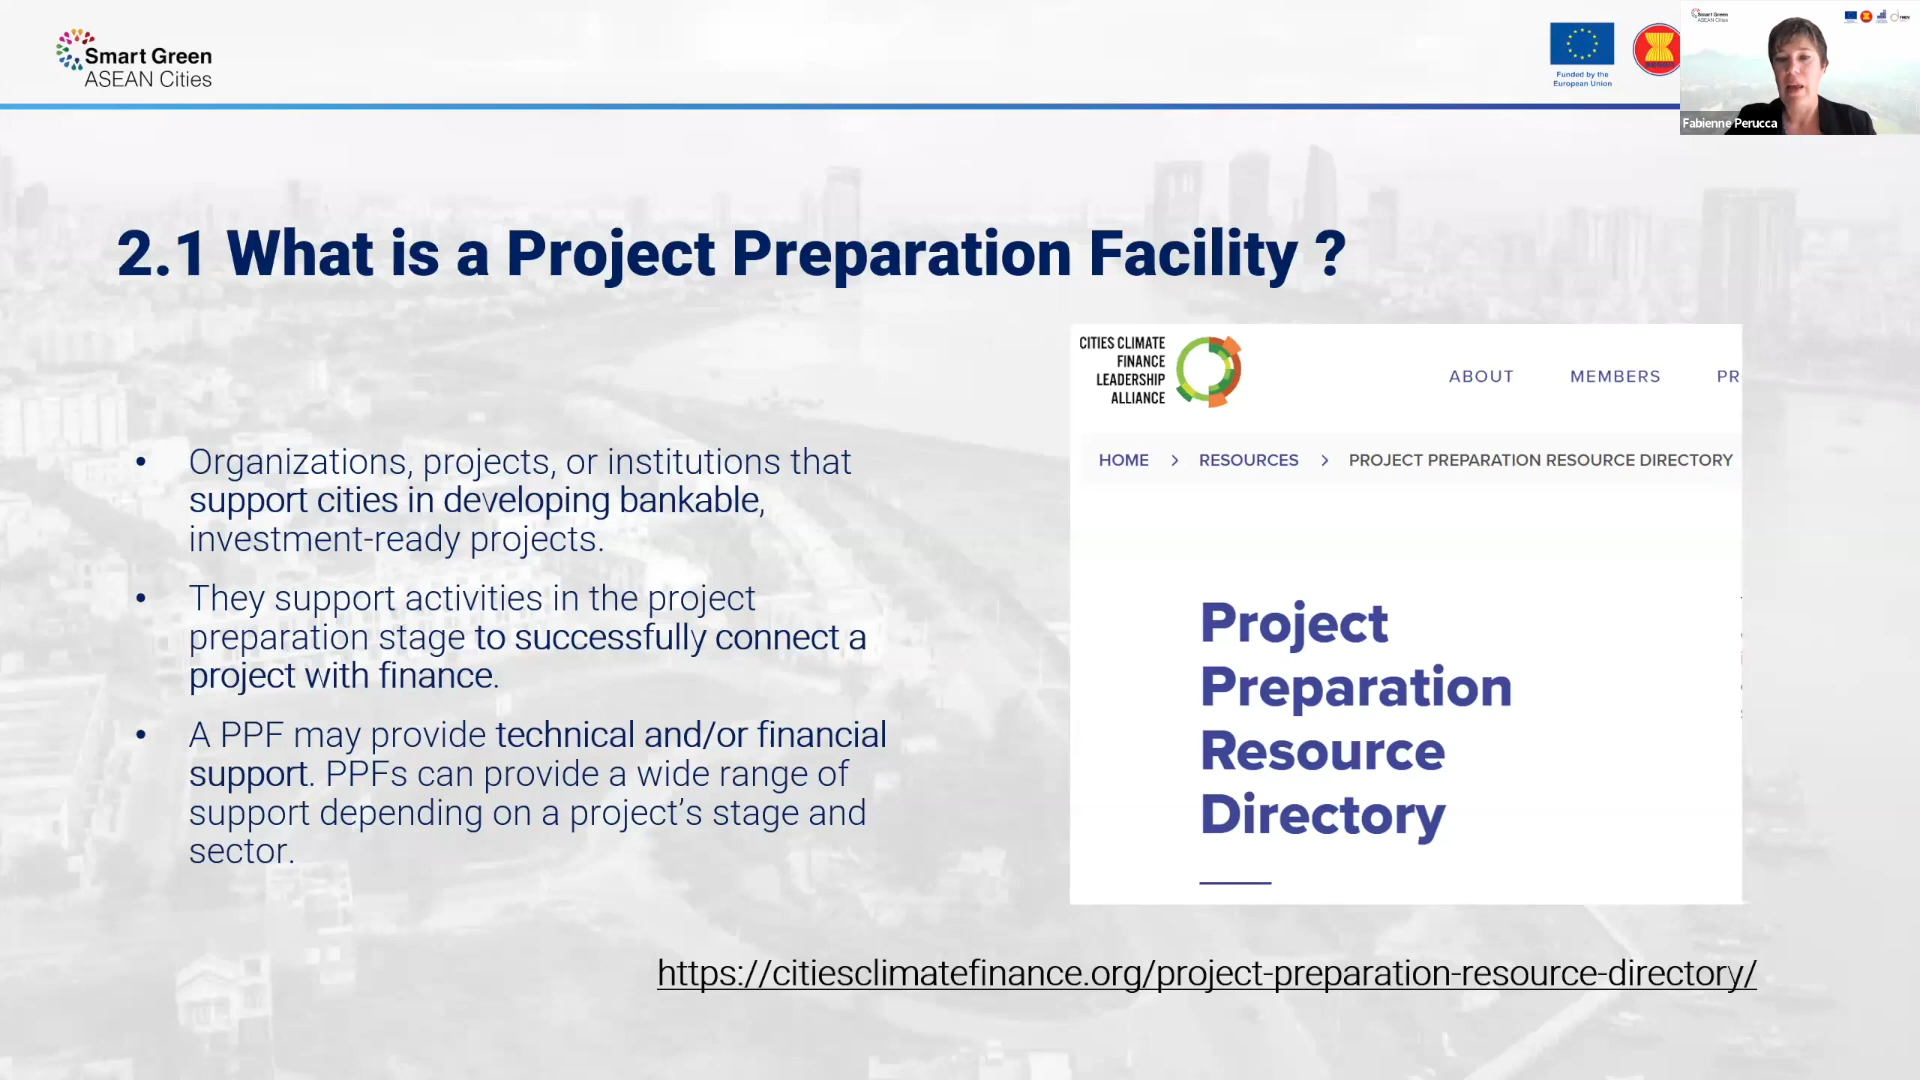 Smart Green
ASEAN Cities
Funded by the
European Union
Smart Green
ASEAN Cities
Fabienne Perucca
2.1 What is a Project Preparation Facility ?
• Organizations, projects, or institutions that
support cities in developing bankable,
investment-ready projects.
• They support activities in the project
preparation stage to successfully connect a
project with finance.
• A PPF may provide technical and/or financial
support. PPFs can provide a wide range of
support depending on a project’s stage and
sector.
CITIES CLIMATE
FINANCE
LEADERSHIP
ALLIANCE
ABOUT MEMBERS PR
HOME > RESOURCES > PROJECT PREPARATION RESOURCE DIRECTORY
Project
Preparation
Resource
Directory
https://citiesclimatefinance.org/project-preparation-resource-directory/